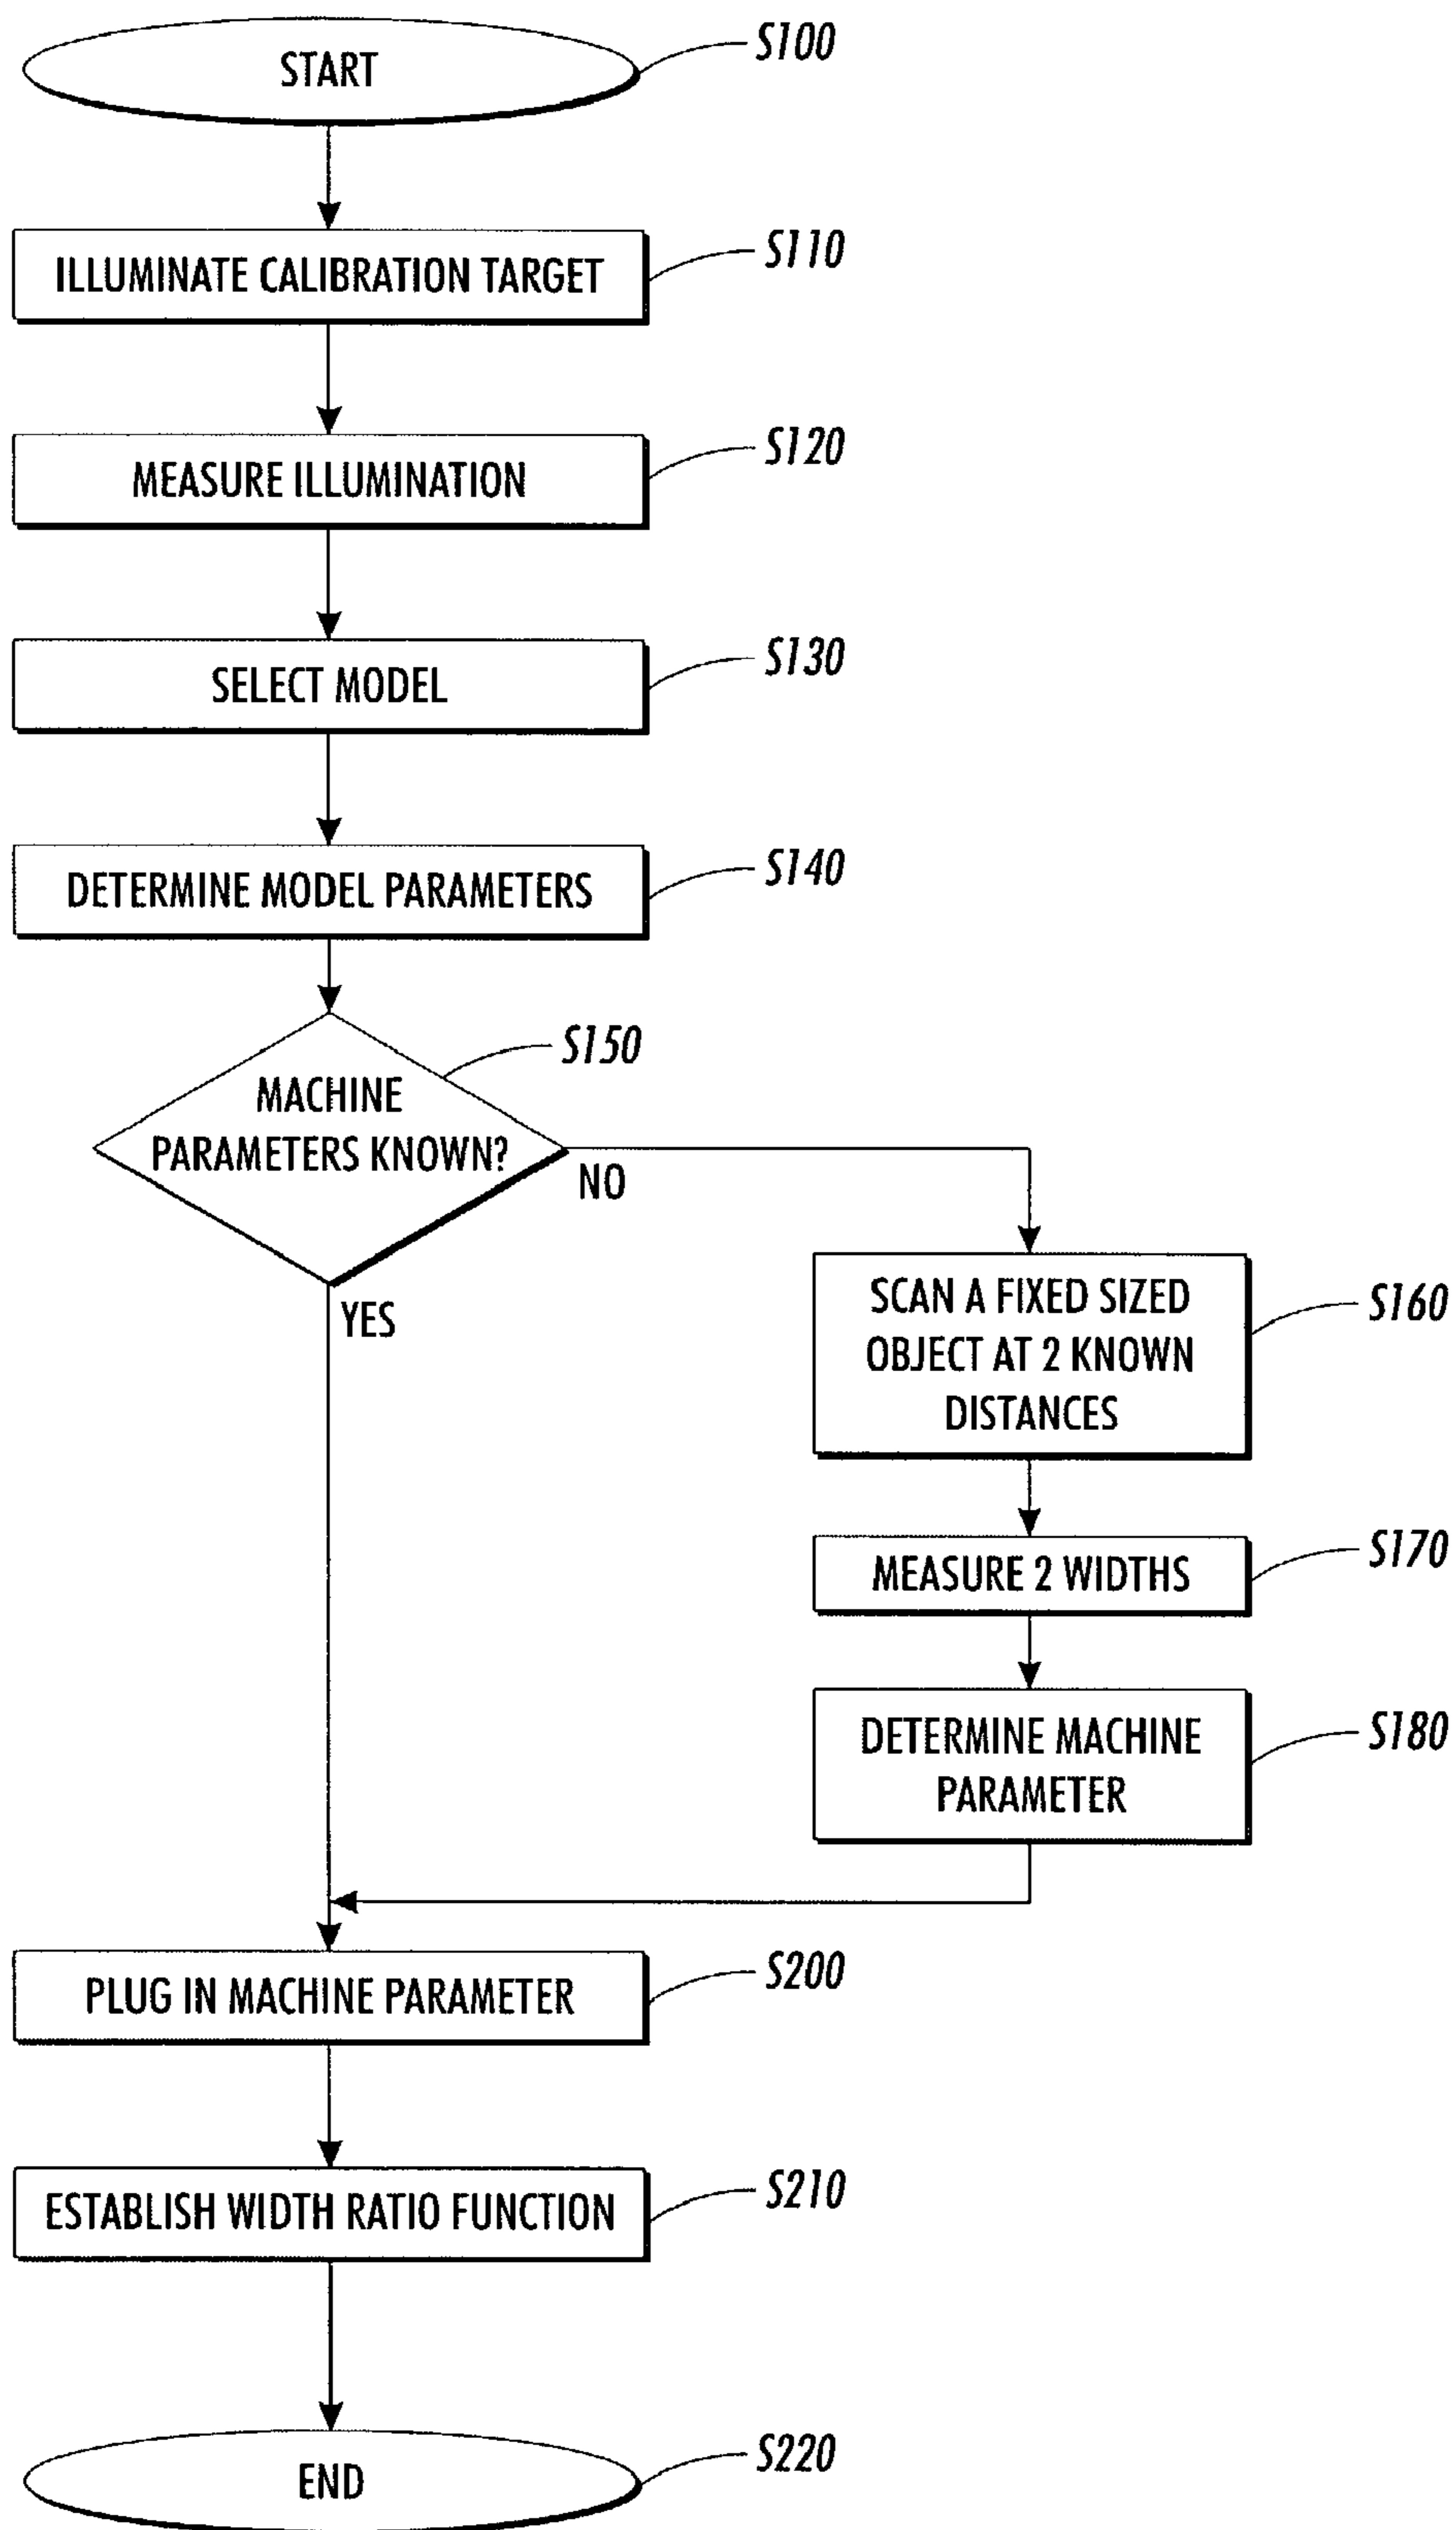 START
S100
ILLUMINATE CALIBRATION TARGET
S110
MEASURE ILLUMINATION
S120
SELECT MODEL
S130
DETERMINE MODEL PARAMETERS
S140
MACHINE
PARAMETERS KNOWN?
S150
NO
YES
SCAN A FIXED SIZED
OBJECT AT 2 KNOWN
DISTANCES
S160
MEASURE 2 WIDTHS
S170
DETERMINE MACHINE
PARAMETER
S180
PLUG IN MACHINE PARAMETER
S200
ESTABLISH WIDTH RATIO FUNCTION
S210
END
S220